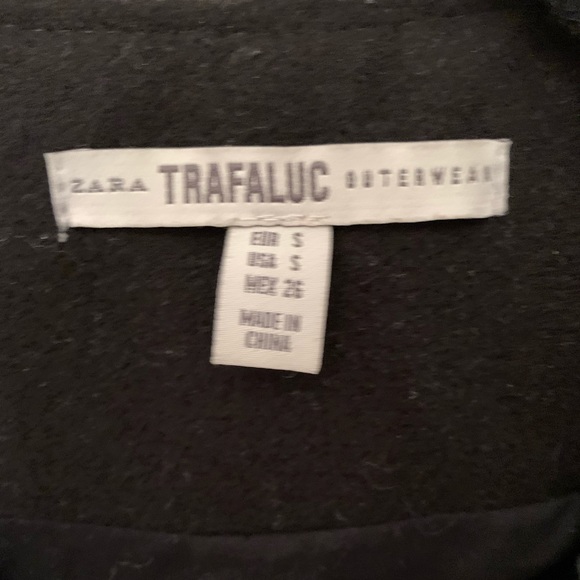 ZARA TRAFALUC OUTERWEAR
EUR S
USA S
MEX 26
MADE IN
CHINA